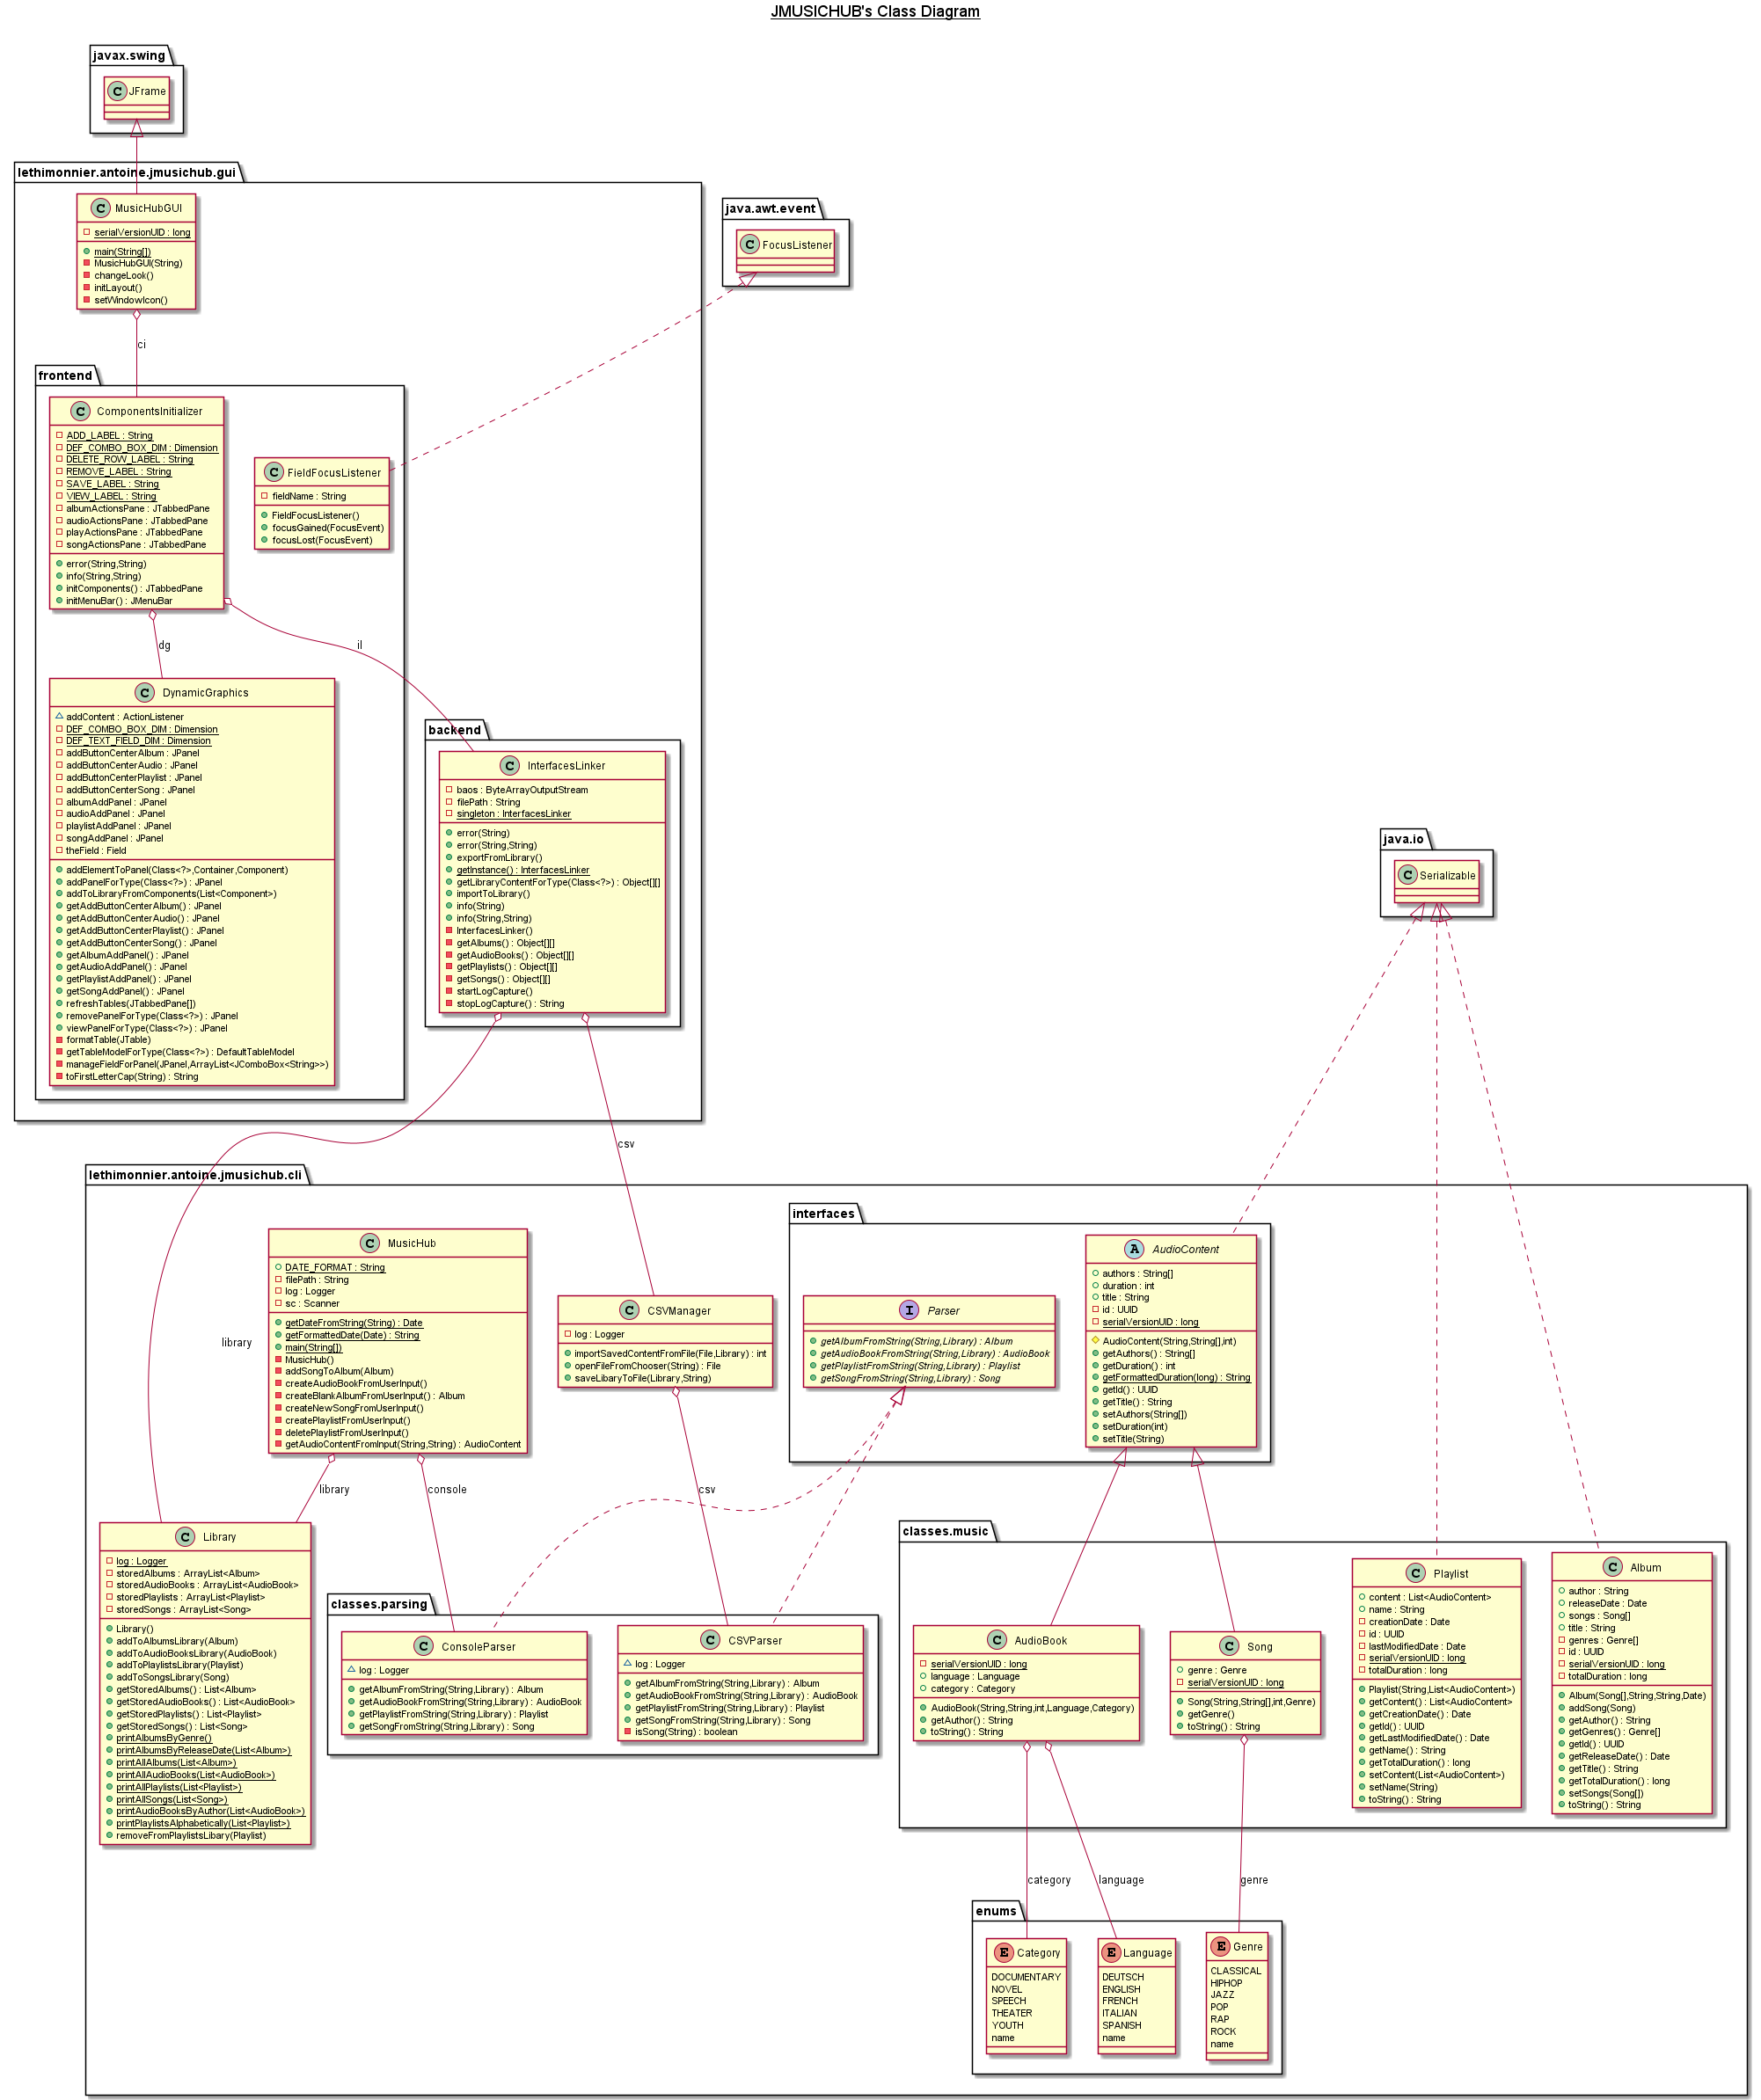 JMUSICHUB's Class Diagram
javax.swing
C JFrame
lethimonnier.antoine.jmusichub.gui
C MusicHubGUI
serialVersionUID : long
main(String[])
MusicHubGUI(String)
changeLook()
initLayout()
setWindowIcon()
java.awt.event
C FocusListener
ci
frontend
C ComponentsInitializer
ADD_LABEL : String
DEF_COMBO_BOX_DIM : Dimension
DELETE_ROW_LABEL : String
REMOVE_LABEL : String
SAVE_LABEL : String
VIEW_LABEL : String
albumActionsPane : JTabbedPane
audioActionsPane : JTabbedPane
playActionsPane : JTabbedPane
songActionsPane : JTabbedPane
error(String,String)
info(String,String)
initComponents() : JTabbedPane
initMenuBar() : JMenuBar
C FieldFocusListener
fieldName : String
FieldFocusListener()
focusGained(FocusEvent)
focusLost(FocusEvent)
dg
il
C DynamicGraphics
addContent : ActionListener
DEF_COMBO_BOX_DIM : Dimension
DEF_TEXT_FIELD_DIM : Dimension
addButtonCenterAlbum : JPanel
addButtonCenterAudio : JPanel
addButtonCenterPlaylist : JPanel
addButtonCenterSong : JPanel
albumAddPanel : JPanel
audioAddPanel : JPanel
playlistAddPanel : JPanel
songAddPanel : JPanel
theField : Field
addElementToPanel(Class<?>,Container,Component)
addPanelForType(Class<?>) : JPanel
addToLibraryFromComponents(List<Component>)
getAddButtonCenterAlbum() : JPanel
getAddButtonCenterAudio() : JPanel
getAddButtonCenterPlaylist() : JPanel
getAddButtonCenterSong() : JPanel
getAlbumAddPanel() : JPanel
getAudioAddPanel() : JPanel
getPlaylistAddPanel() : JPanel
getSongAddPanel() : JPanel
refreshTables(JTabbedPane[])
removePanelForType(Class<?>) : JPanel
viewPanelForType(Class<?>) : JPanel
formatTable(JTable)
getTableModelForType(Class<?>) : DefaultTableModel
manageFieldForPanel(JPanel,ArrayList<JComboBox<String>>)
toFirstLetterCap(String) : String
backend
C InterfacesLinker
baos : ByteArrayOutputStream
filePath : String
singleton : InterfacesLinker
error(String)
error(String,String)
exportFromLibrary()
getInstance() : InterfacesLinker
getLibraryContentForType(Class<?>) : Object[][]
importToLibrary()
info(String)
info(String,String)
InterfacesLinker()
getAlbums() : Object[][]
getAudioBooks() : Object[][]
getPlaylists() : Object[][]
getSongs() : Object[][]
startLogCapture()
stopLogCapture() : String
java.io
C Serializable
csv
lethimonnier.antoine.jmusichub.cli
library
C MusicHub
DATE_FORMAT : String
filePath : String
log : Logger
sc : Scanner
getDateFromString(String) : Date
getFormattedDate(Date) : String
main(String[])
MusicHub()
addSongToAlbum(Album)
createAudioBookFromUserInput()
createBlankAlbumFromUserInput() : Album
createNewSongFromUserInput()
createPlaylistFromUserInput()
deletePlaylistFromUserInput()
getAudioContentFromInput(String,String) : AudioContent
C CSVManager
log : Logger
importSavedContentFromFile(File,Library) : int
openFileFromChooser(String) : File
saveLibaryToFile(Library,String)
interfaces
I Parser
getAlbumFromString(String,Library) : Album
getAudioBookFromString(String,Library) : AudioBook
getPlaylistFromString(String,Library) : Playlist
getSongFromString(String,Library) : Song
A AudioContent
authors : String[]
duration : int
title : String
id : UUID
serialVersionUID : long
AudioContent(String,String[],int)
getAuthors() : String[]
getDuration() : int
getFormattedDuration(long) : String
getId() : UUID
getTitle() : String
setAuthors(String[])
setDuration(int)
setTitle(String)
library
console
csv
C Library
log : Logger
storedAlbums : ArrayList<Album>
storedAudioBooks : ArrayList<AudioBook>
storedPlaylists : ArrayList<Playlist>
storedSongs : ArrayList<Song>
Library()
addToAlbumsLibrary(Album)
addToAudioBooksLibrary(AudioBook)
addToPlaylistsLibrary(Playlist)
addToSongsLibrary(Song)
getStoredAlbums() : List<Album>
getStoredAudioBooks() : List<AudioBook>
getStoredPlaylists() : List<Playlist>
getStoredSongs() : List<Song>
printAlbumsByGenre()
printAlbumsByReleaseDate(List<Album>)
printAllAlbums(List<Album>)
printAllAudioBooks(List<AudioBook>)
printAllPlaylists(List<Playlist>)
printAllSongs(List<Song>)
printAudioBooksByAuthor(List<AudioBook>)
printPlaylistsAlphabetically(List<Playlist>)
removeFromPlaylistsLibary(Playlist)
classes.parsing
C ConsoleParser
log : Logger
getAlbumFromString(String,Library) : Album
getAudioBookFromString(String,Library) : AudioBook
getPlaylistFromString(String,Library) : Playlist
getSongFromString(String,Library) : Song
C CSVParser
log : Logger
getAlbumFromString(String,Library) : Album
getAudioBookFromString(String,Library) : AudioBook
getPlaylistFromString(String,Library) : Playlist
getSongFromString(String,Library) : Song
isSong(String) : boolean
classes.music
C AudioBook
serialVersionUID : long
language : Language
category : Category
AudioBook(String,String,int,Language,Category)
getAuthor() : String
toString() : String
C Song
genre : Genre
serialVersionUID : long
Song(String,String[],int,Genre)
getGenre()
toString() : String
C Playlist
content : List<AudioContent>
name : String
creationDate : Date
id : UUID
lastModifiedDate : Date
serialVersionUID : long
totalDuration : long
Playlist(String,List<AudioContent>)
getContent() : List<AudioContent>
getCreationDate() : Date
getId() : UUID
getLastModifiedDate() : Date
getName() : String
getTotalDuration() : long
setContent(List<AudioContent>)
setName(String)
toString() : String
C Album
author : String
releaseDate : Date
songs : Song[]
title : String
genres : Genre[]
id : UUID
serialVersionUID : long
totalDuration : long
Album(Song[],String,String,Date)
addSong(Song)
getAuthor() : String
getGenres() : Genre[]
getId() : UUID
getReleaseDate() : Date
getTitle() : String
getTotalDuration() : long
setSongs(Song[])
toString() : String
category
language
genre
enums
E Category
DOCUMENTARY
NOVEL
SPEECH
THEATER
YOUTH
name
E Language
DEUTSCH
ENGLISH
FRENCH
ITALIAN
SPANISH
name
E Genre
CLASSICAL
HIPHOP
JAZZ
POP
RAP
ROCK
name